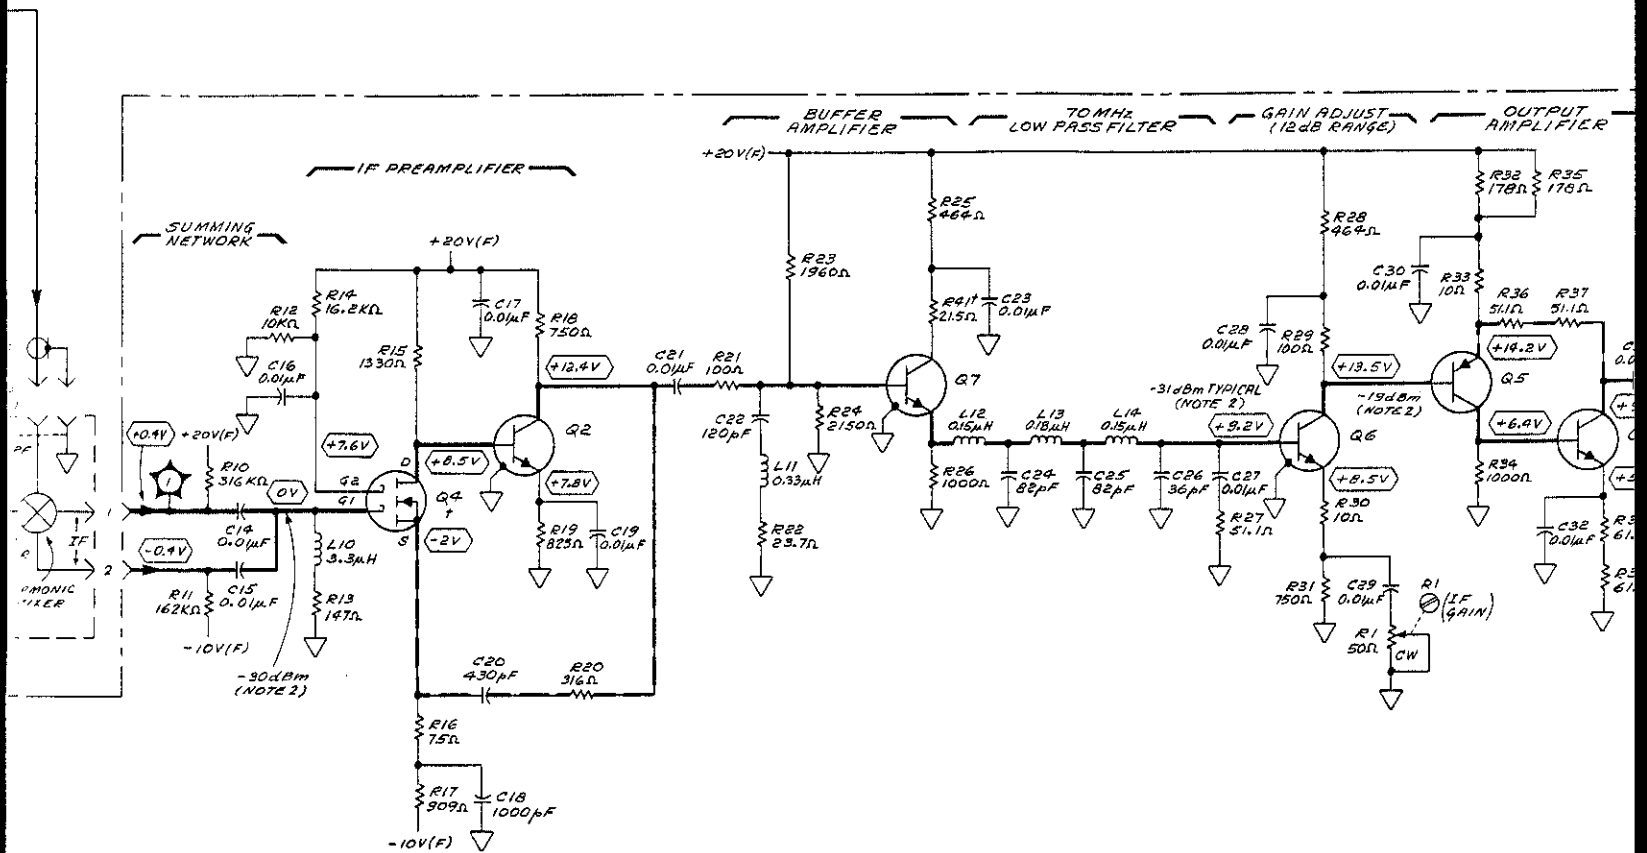 BUFFER
AMPLIFIER
70MHz
LOW PASS FILTER
GAIN ADJUST
(12dB RANGE)
OUTPUT
AMPLIFIER
+20V(F)
IF PREAMPLIFIER
SUMMING
NETWORK
+20V(F)
R14
16.2KΩ
R12
10KΩ
C16
0.01µF
R15
1330Ω
C17
0.01µF
R18
750Ω
+12.4V
C21
0.01µF
R21
100Ω
R23
1960Ω
R25
464Ω
R41†
21.5Ω
C23
0.01µF
Q7
C22
120pF
R24
2150Ω
L11
0.33µH
R22
23.7Ω
L12
0.15µH
L13
0.18µH
L14
0.15µH
R26
1000Ω
C24
82pF
C25
82pF
C26
36pF
C27
0.01µF
R27
51.1Ω
-31dBm TYPICAL
(NOTE 2)
+9.2V
R28
464Ω
C28
0.01µF
R29
100Ω
+13.5V
Q6
+8.5V
R30
10Ω
R31
750Ω
C29
0.01µF
R1
(IF
GAIN)
R1
50Ω
CW
R32
178Ω
R35
178Ω
C30
0.01µF
R33
10Ω
R36
51.1Ω
R37
51.1Ω
+14.2V
Q5
-19dBm
(NOTE 2)
+6.4V
R34
1000Ω
C32
0.01µF
+0.4V
+20V(F)
1
R10
316KΩ
+7.6V
0V
G2
G1
D
S
Q4
†
+8.5V
Q2
+7.8V
-2V
R19
825Ω
C19
0.01µF
C14
0.01µF
L10
3.3µH
R13
147Ω
1
IF
2
-0.4V
R11
162KΩ
C15
0.01µF
-10V(F)
-30dBm
(NOTE 2)
C20
430pF
R20
316Ω
R16
75Ω
R17
909Ω
C18
1000pF
-10V(F)